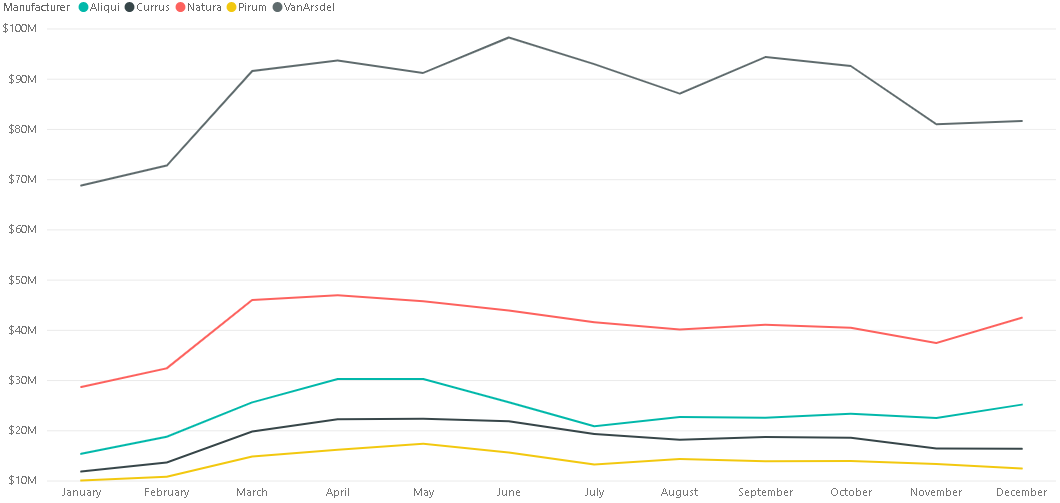 Manufacturer Aliqui Currus Natura Pirum VanArsdel
$100M
$90M
$80M
$70M
$60M
$50M
$40M
$30M
$20M
$10M
January February March April May June July August September October November December